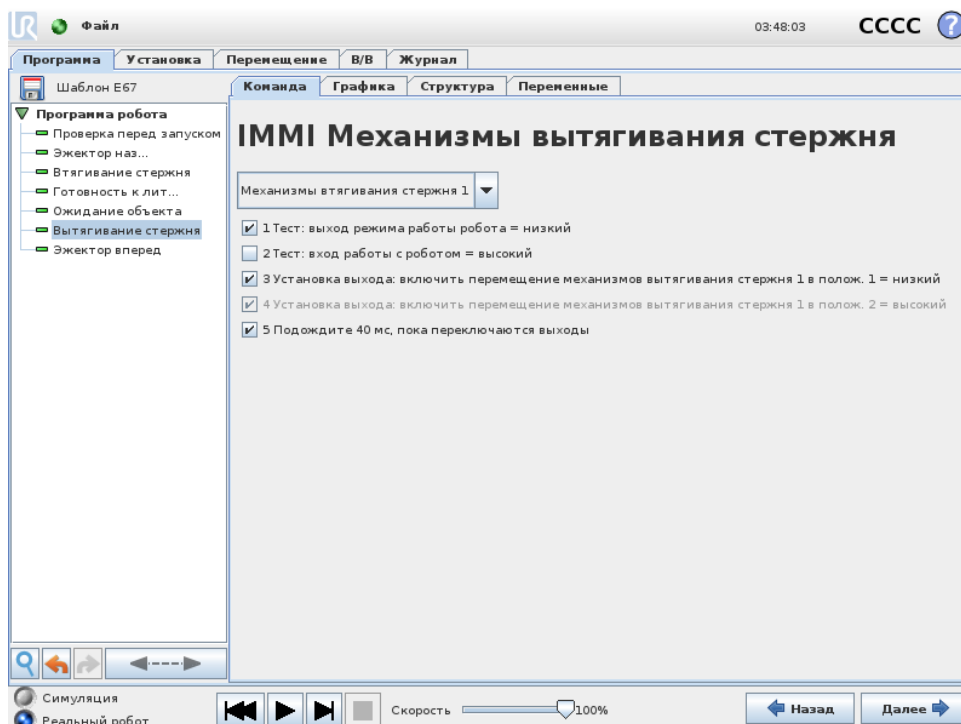 UR Файл 03:48:03 CCCC ?
Программа Установка Перемещение В/В Журнал
Шаблон E67
Команда Графика Структура Переменные
Программа робота
Проверка перед запуском
Эжектор наз...
Втягивание стержня
Готовность к лит...
Ожидание объекта
Вытягивание стержня
Эжектор вперед
IMMI Механизмы вытягивания стержня
Механизмы втягивания стержня 1
1 Тест: выход режима работы робота = низкий
2 Тест: вход работы с роботом = высокий
3 Установка выхода: включить перемещение механизмов вытягивания стержня 1 в полож. 1 = низкий
4 Установка выхода: включить перемещение механизмов вытягивания стержня 1 в полож. 2 = высокий
5 Подождите 40 мс, пока переключаются выходы
Симуляция
Реальный робот
Скорость 100%
Назад Далее